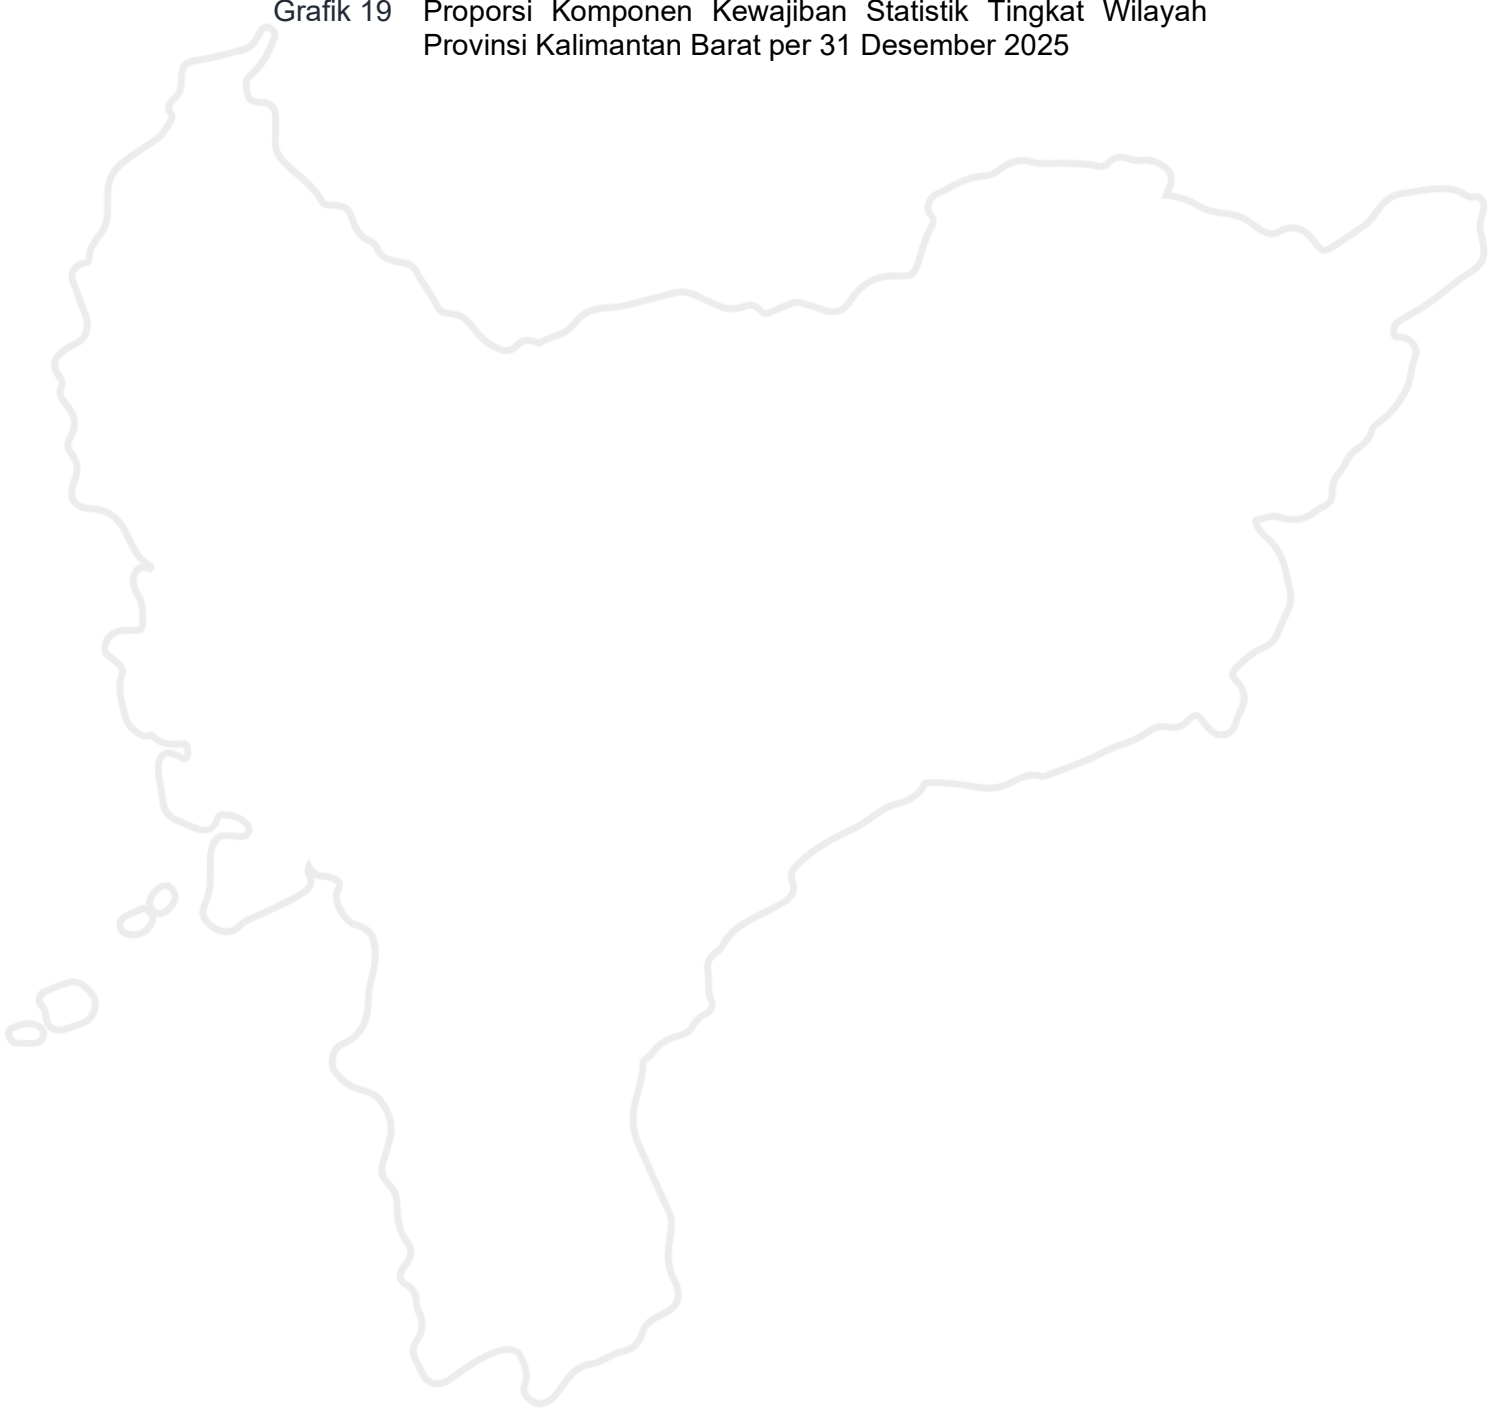 Grafik 19 Proporsi Komponen Kewajiban Statistik Tingkat Wilayah
Provinsi Kalimantan Barat per 31 Desember 2025